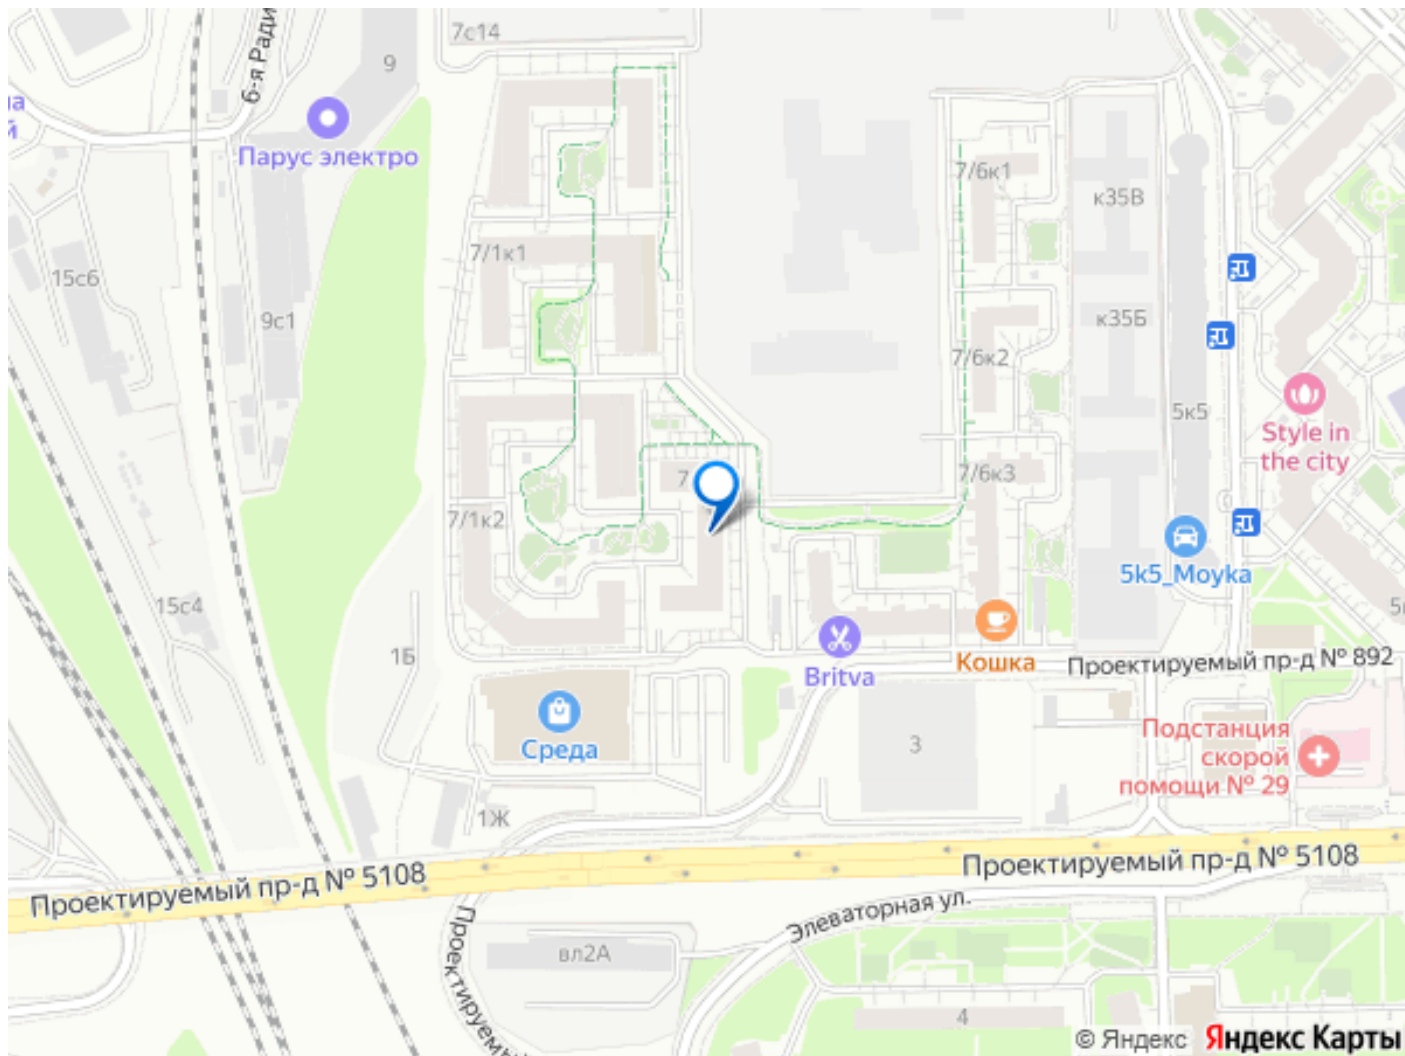 7с14
6-я Ради
9
Парус электро
15с6
9с1
7/1к1
7/6к1
к35В
7/6к2
к35Б
5к5
Style in
the city
7/6к3
7/1к2
5k5_Moyka
15с4
1Б
Britva
Кошка
Проектируемый пр-д № 892
Среда
3
Подстанция
скорой
помощи № 29
1Ж
Проектируемый пр-д № 5108
Проектируемый пр-д № 5108
Элеваторная ул.
Проектируемый
вл2А
4
© Яндекс Яндекс Карты